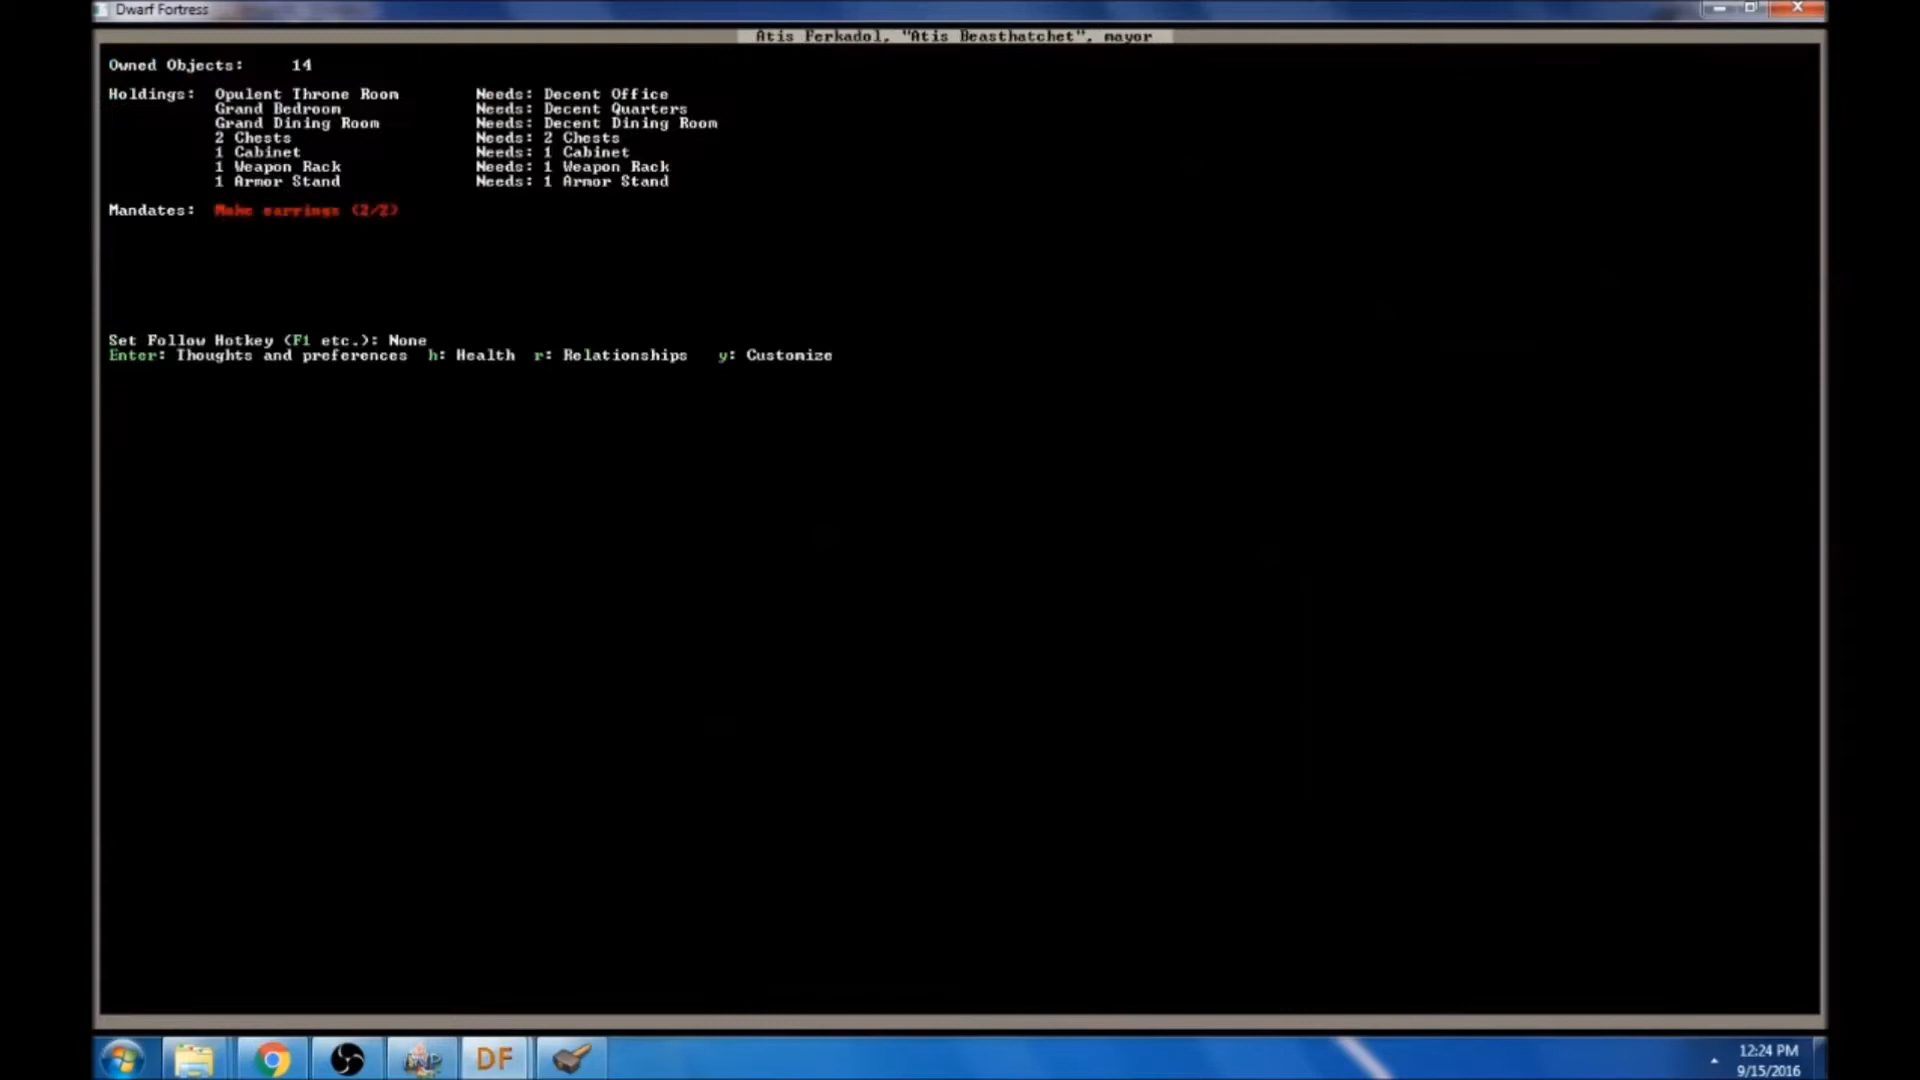 Dwarf Fortress
Atis Ferkadol, "Atis Beasthatchet", mayor
Owned Objects: 14
Holdings: Opulent Throne Room Needs: Decent Office
Grand Bedroom Needs: Decent Quarters
Grand Dining Room Needs: Decent Dining Room
2 Chests Needs: 2 Chests
1 Cabinet Needs: 1 Cabinet
1 Weapon Rack Needs: 1 Weapon Rack
1 Armor Stand Needs: 1 Armor Stand
Mandates: Make earrings (2/2)
Set Follow Hotkey (F1 etc.): None
Enter: Thoughts and preferences h: Health r: Relationships y: Customize
DF
12:24 PM
9/15/2016